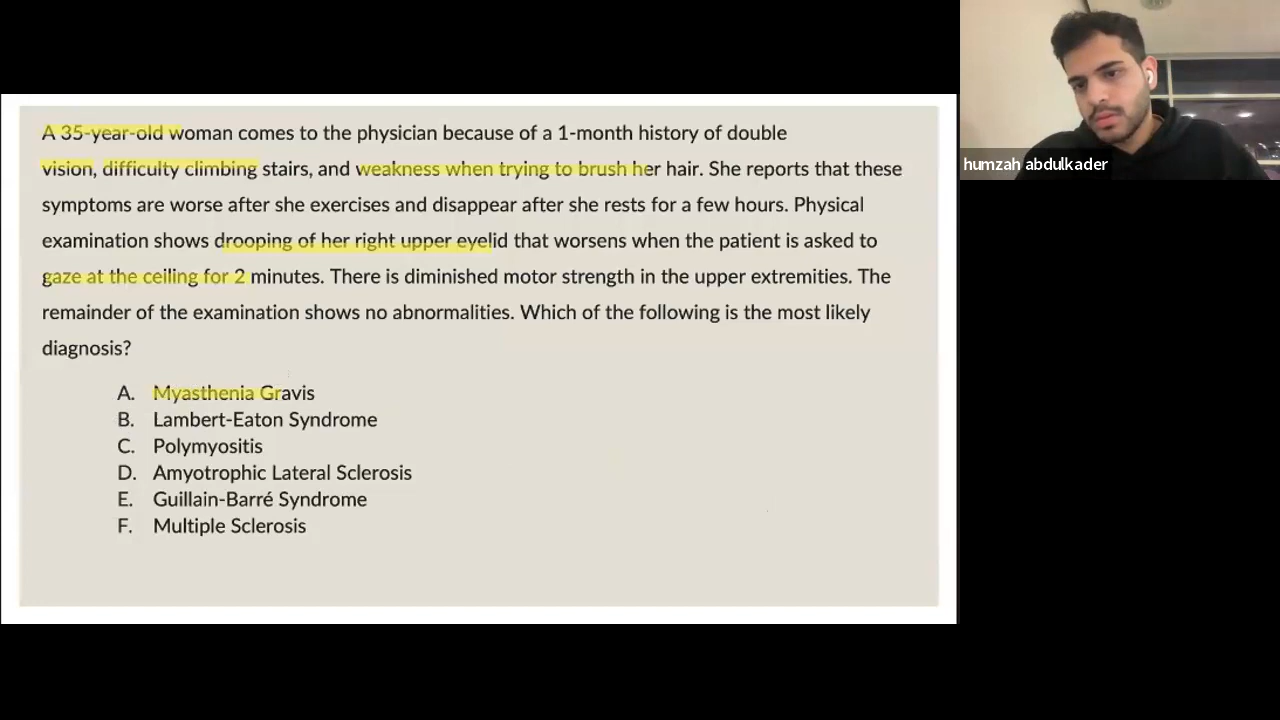 A 35-year-old woman comes to the physician because of a 1-month history of double
vision, difficulty climbing stairs, and weakness when trying to brush her hair. She reports that these
symptoms are worse after she exercises and disappear after she rests for a few hours. Physical
examination shows drooping of her right upper eyelid that worsens when the patient is asked to
gaze at the ceiling for 2 minutes. There is diminished motor strength in the upper extremities. The
remainder of the examination shows no abnormalities. Which of the following is the most likely
diagnosis?
A. Myasthenia Gravis
B. Lambert-Eaton Syndrome
C. Polymyositis
D. Amyotrophic Lateral Sclerosis
E. Guillain-Barré Syndrome
F. Multiple Sclerosis
humzah abdulkader